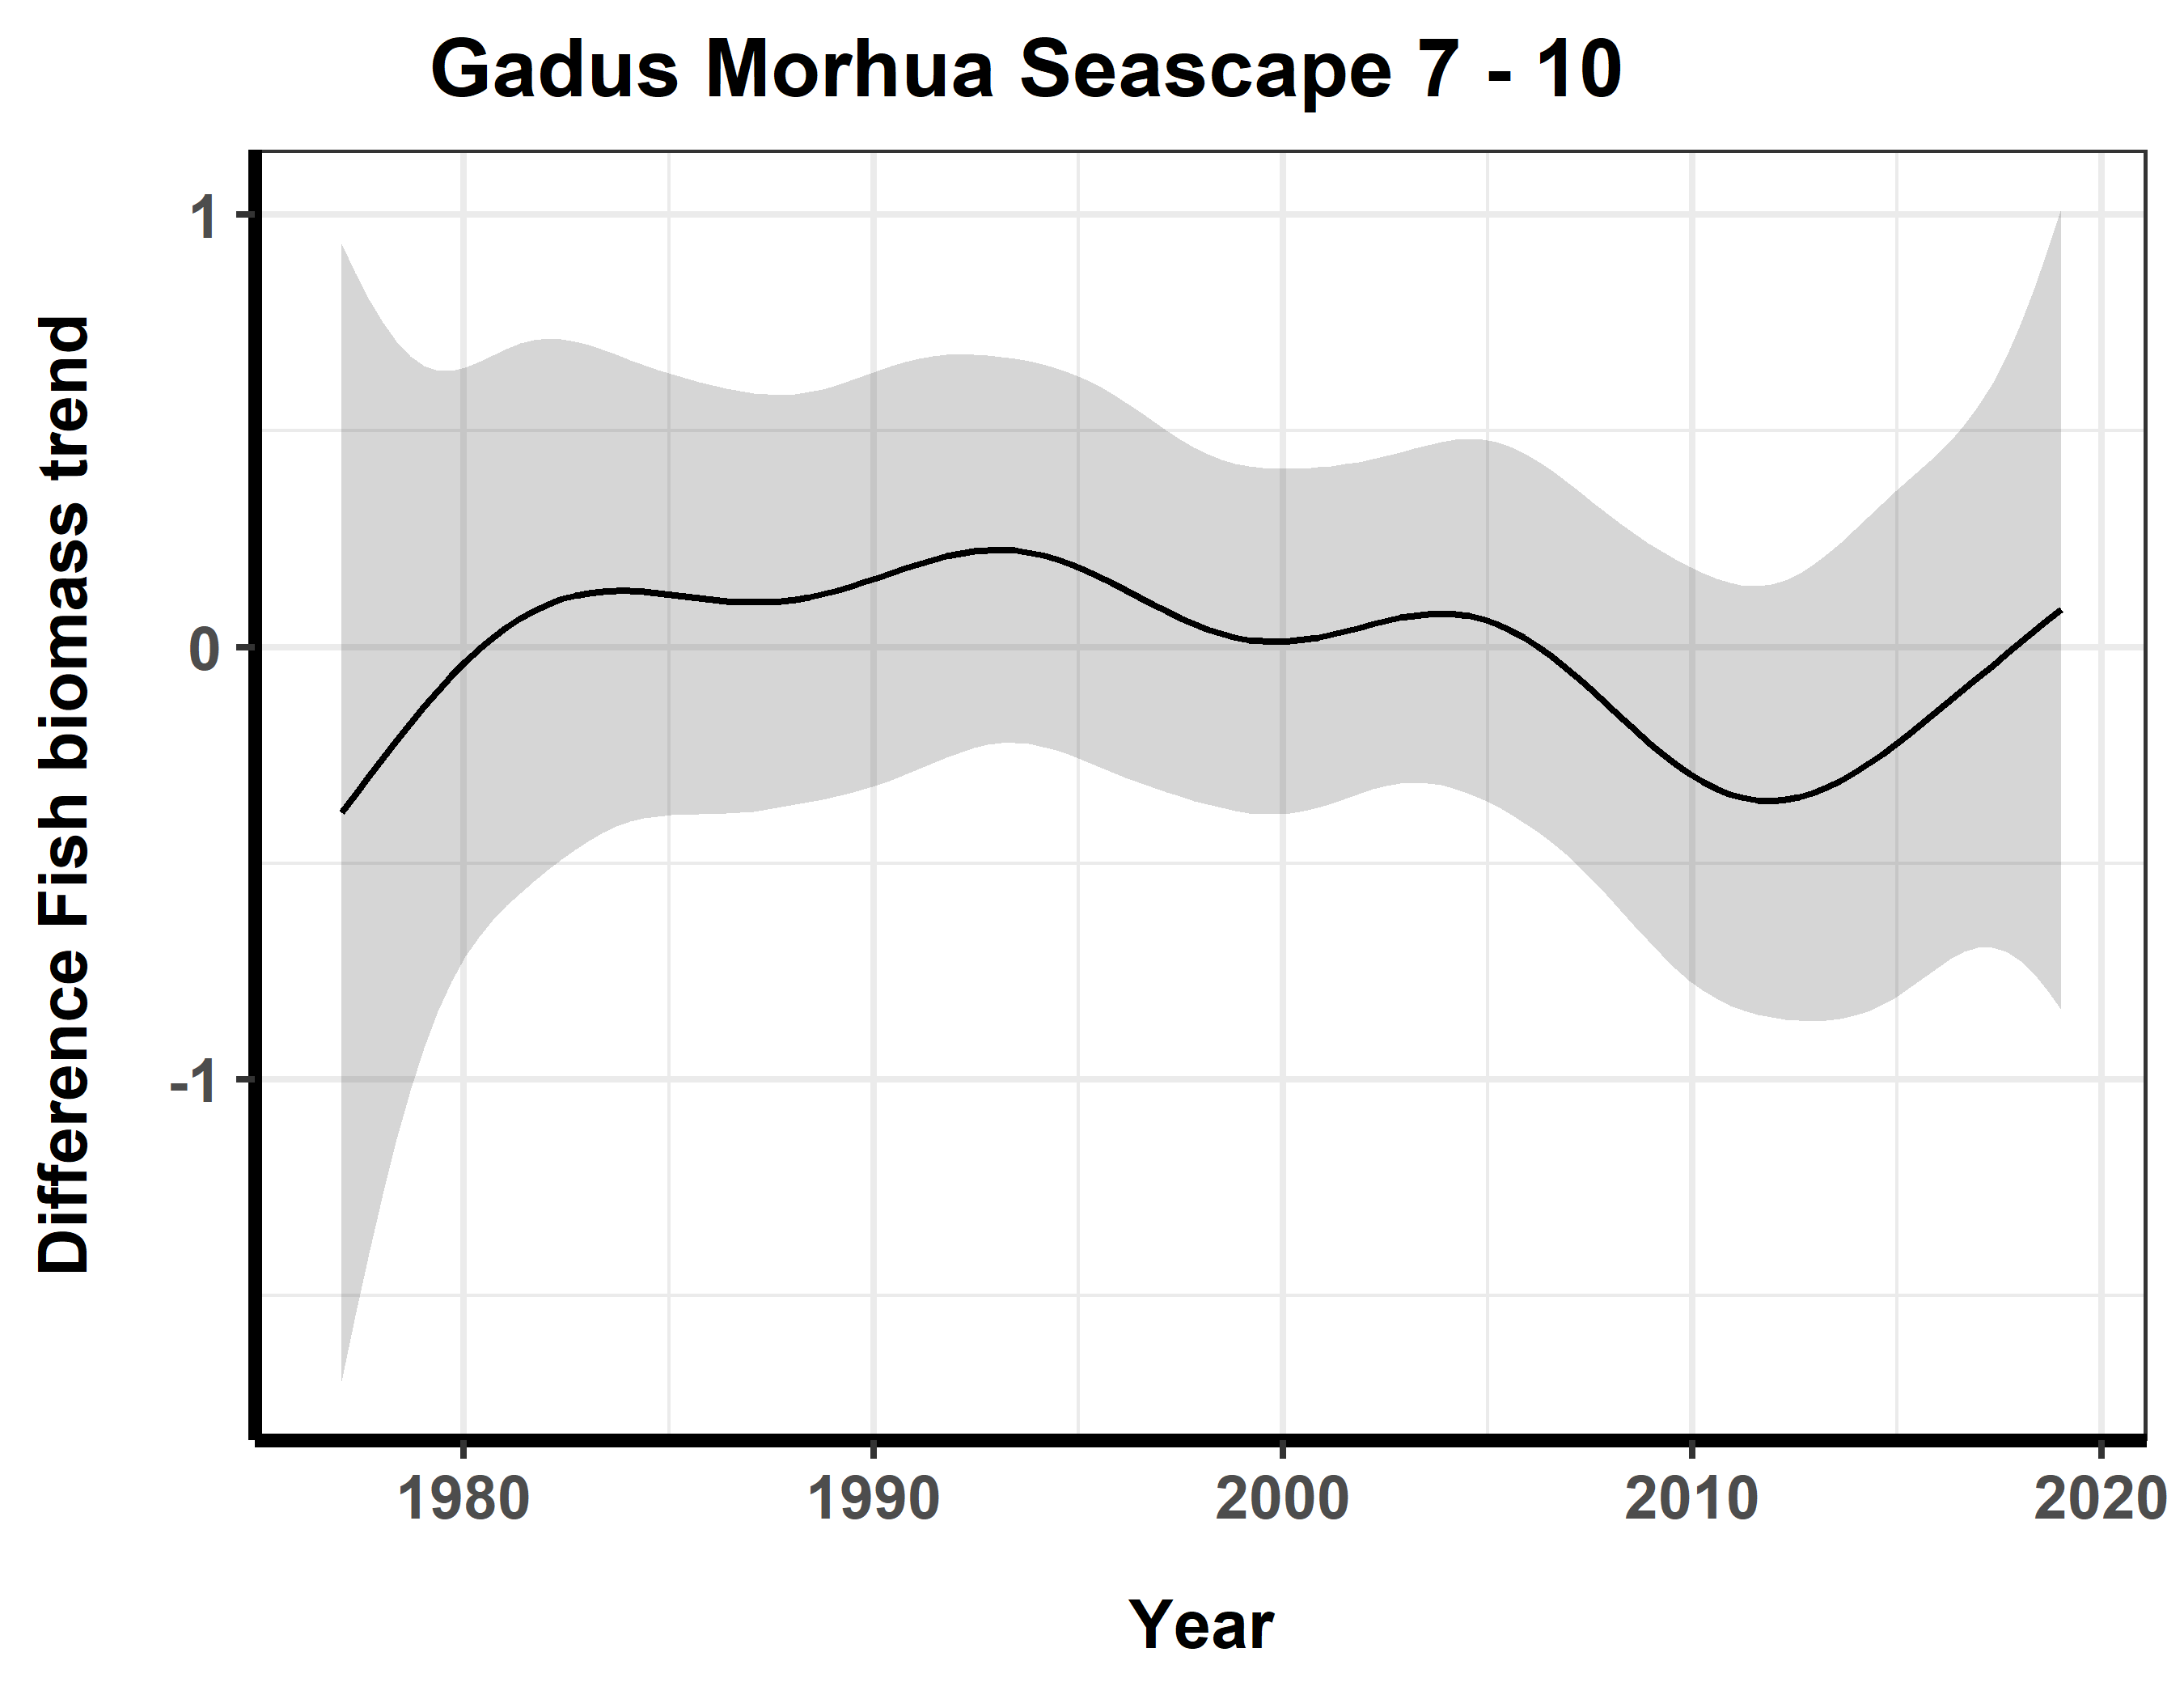 Gadus Morhua Seascape 7 - 10
Difference Fish biomass trend
1
0
-1
1980 1990 2000 2010 2020
Year